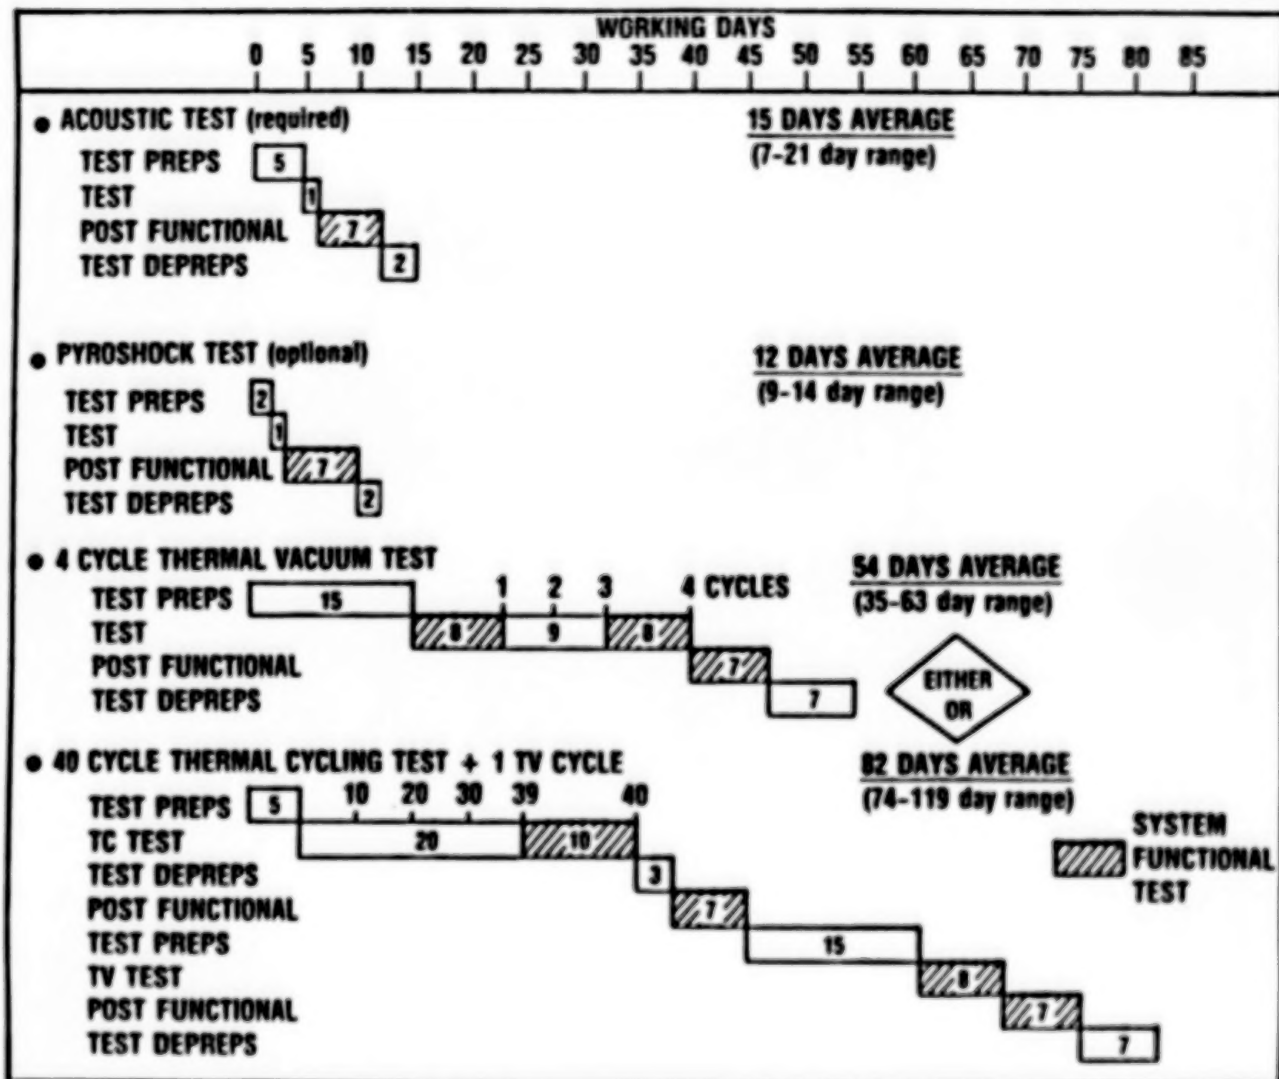 WORKING DAYS
0 5 10 15 20 25 30 35 40 45 50 55 60 65 70 75 80 85
● ACOUSTIC TEST (required)
15 DAYS AVERAGE
(7-21 day range)
TEST PREPS 5
TEST 1
POST FUNCTIONAL 7
TEST DEPREPS 2
● PYROSHOCK TEST (optional)
12 DAYS AVERAGE
(9-14 day range)
TEST PREPS 2
TEST 1
POST FUNCTIONAL 7
TEST DEPREPS 2
● 4 CYCLE THERMAL VACUUM TEST
54 DAYS AVERAGE
(35-63 day range)
1 2 3 4 CYCLES
TEST PREPS 15
TEST 8 9 8
POST FUNCTIONAL 7
TEST DEPREPS 7
EITHER
OR
● 40 CYCLE THERMAL CYCLING TEST + 1 TV CYCLE
82 DAYS AVERAGE
(74-119 day range)
10 20 30 39 40
TEST PREPS 5
TC TEST 20 10
TEST DEPREPS 3
POST FUNCTIONAL 7
TEST PREPS 15
TV TEST 8
POST FUNCTIONAL 7
TEST DEPREPS 7
SYSTEM
FUNCTIONAL
TEST